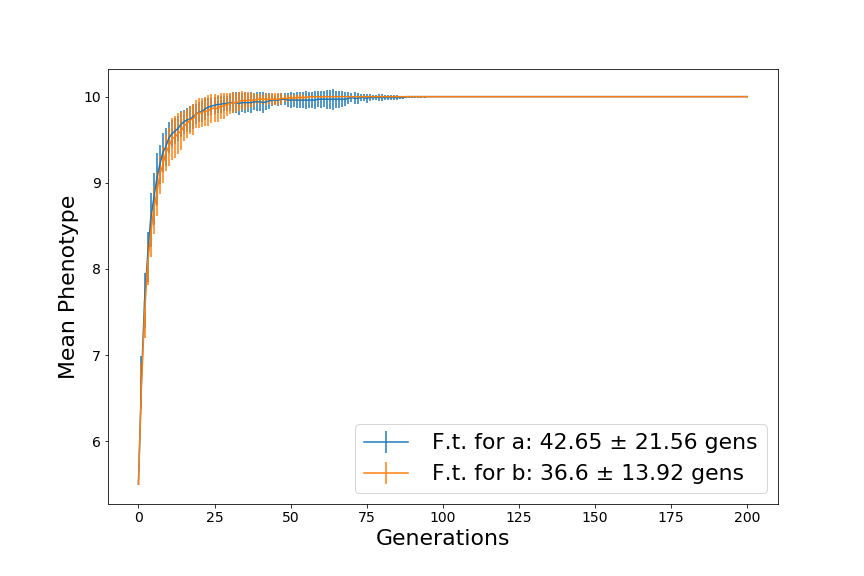 10
9
8
7
6
Mean Phenotype
F.t. for a: 42.65 ± 21.56 gens
F.t. for b: 36.6 ± 13.92 gens
0 25 50 75 100 125 150 175 200
Generations